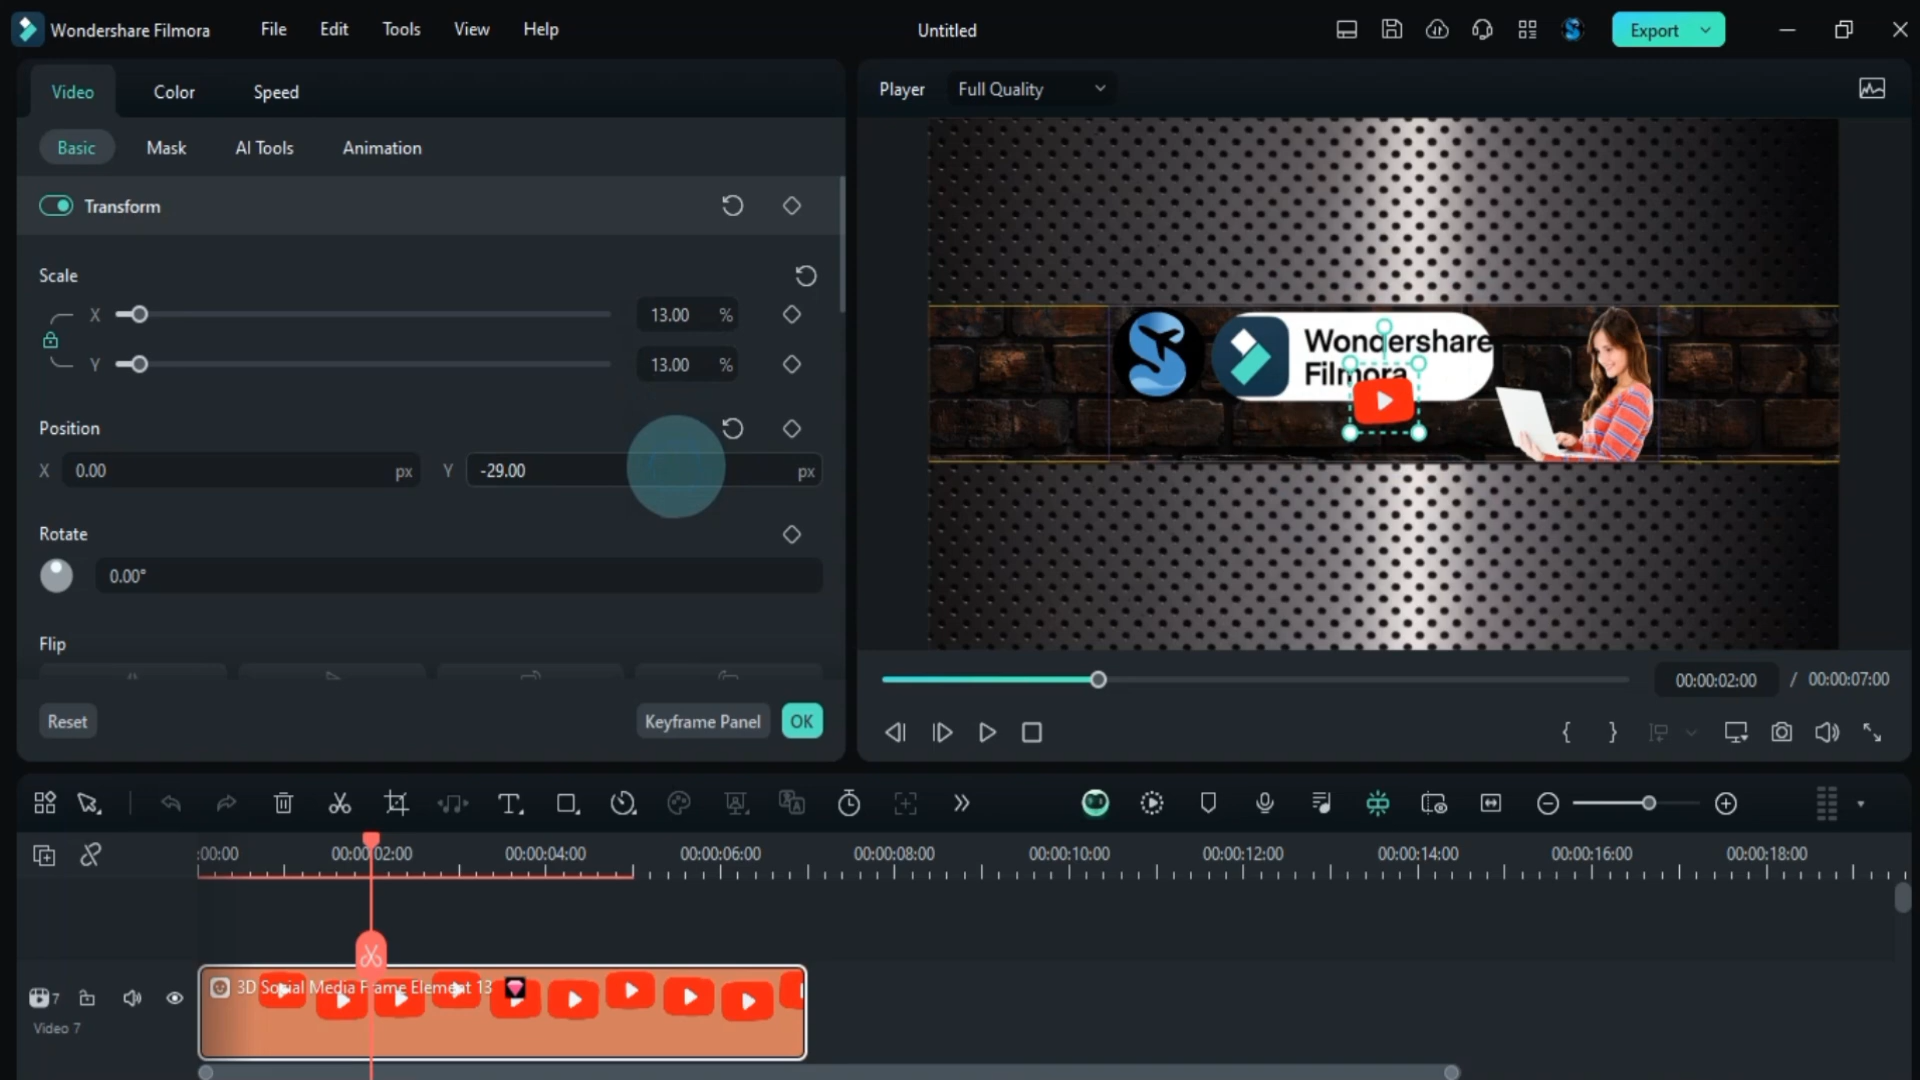 Wondershare Filmora
File
Edit
Tools
View
Help
Untitled
Export
Video
Color
Speed
Basic
Mask
AI Tools
Animation
Transform
Scale
X
13.00
%
Y
13.00
%
Position
X
0.00
px
Y
-29.00
px
Rotate
0.00°
Flip
Reset
Keyframe Panel
OK
Player
Full Quality
Wondershare
Filmora
00:00:02:00
/
00:00:07:00
:00:00
00:00:02:00
00:00:04:00
00:00:06:00
00:00:08:00
00:00:10:00
00:00:12:00
00:00:14:00
00:00:16:00
00:00:18:00
3D Social Media Frame Element 13
7
Video 7